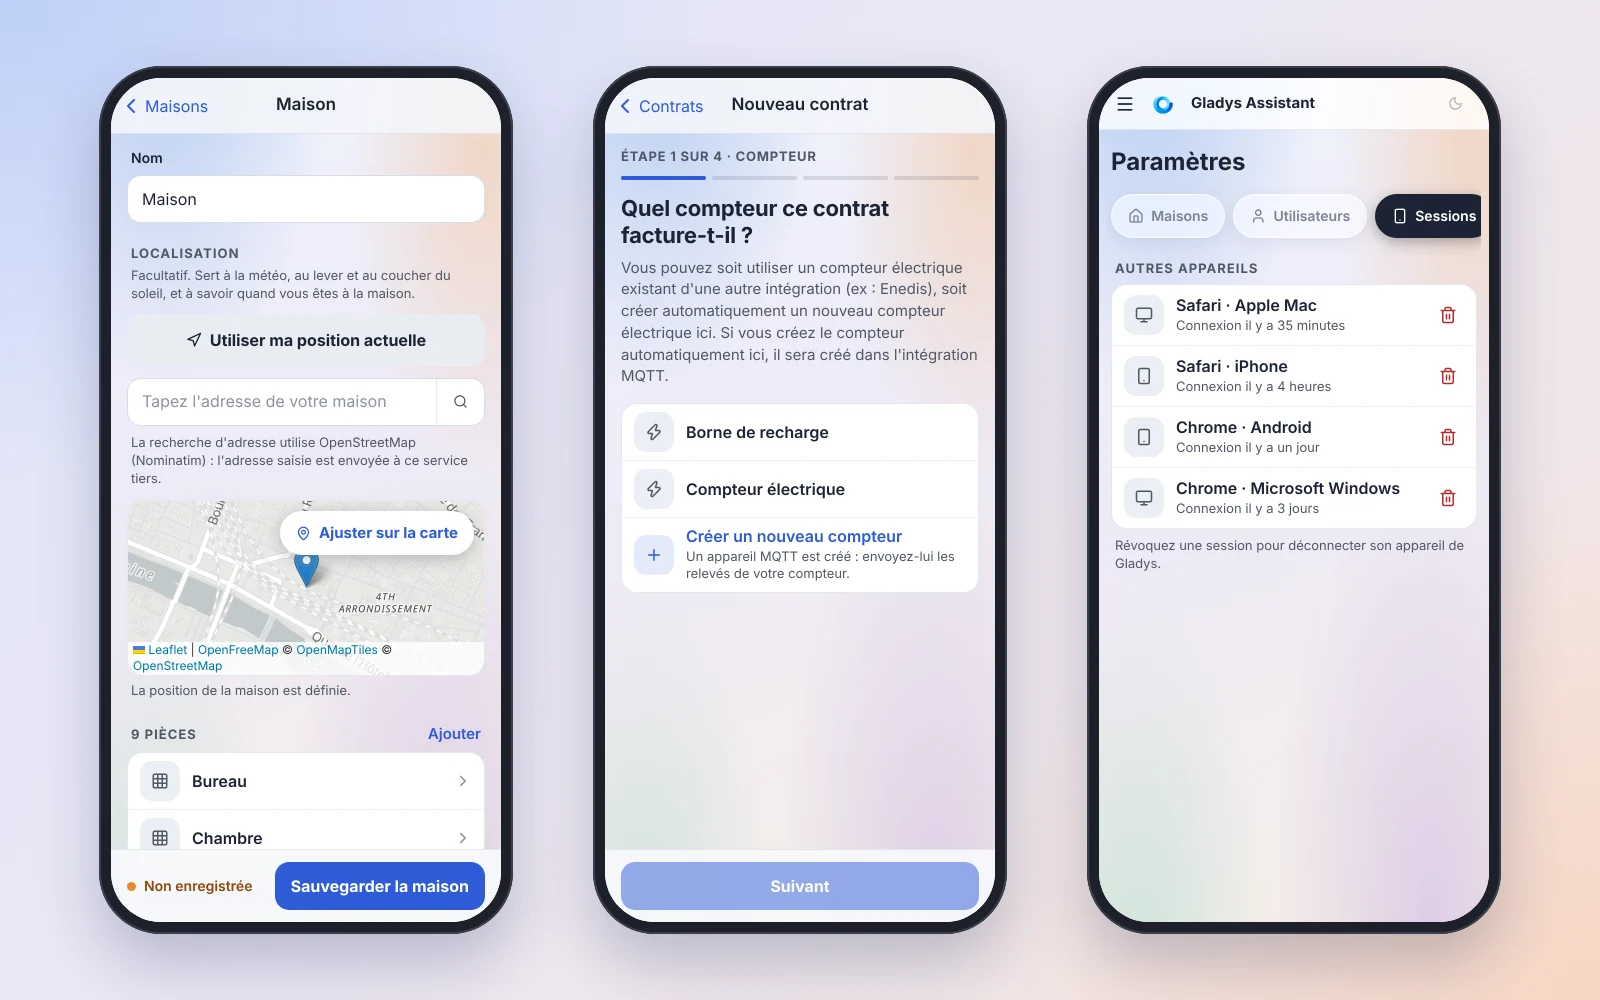 Maisons
Maison
Nom
Maison
LOCALISATION
Facultatif. Sert à la météo, au lever et au coucher du
soleil, et à savoir quand vous êtes à la maison.
Utiliser ma position actuelle
Tapez l'adresse de votre maison
La recherche d'adresse utilise OpenStreetMap
(Nominatim) : l'adresse saisie est envoyée à ce service
tiers.
Ajuster sur la carte
4TH
ARRONDISSEMENT
Leaflet | OpenFreeMap © OpenMapTiles ©
OpenStreetMap
La position de la maison est définie.
9 PIÈCES
Ajouter
Bureau
Chambre
Non enregistrée
Sauvegarder la maison
Contrats
Nouveau contrat
ÉTAPE 1 SUR 4 · COMPTEUR
Quel compteur ce contrat
facture-t-il ?
Vous pouvez soit utiliser un compteur électrique
existant d'une autre intégration (ex : Enedis), soit
créer automatiquement un nouveau compteur
électrique ici. Si vous créez le compteur
automatiquement ici, il sera créé dans l'intégration
MQTT.
Borne de recharge
Compteur électrique
Créer un nouveau compteur
Un appareil MQTT est créé : envoyez-lui les
relevés de votre compteur.
Suivant
Gladys Assistant
Paramètres
Maisons
Utilisateurs
Sessions
AUTRES APPAREILS
Safari · Apple Mac
Connexion il y a 35 minutes
Safari · iPhone
Connexion il y a 4 heures
Chrome · Android
Connexion il y a un jour
Chrome · Microsoft Windows
Connexion il y a 3 jours
Révoquez une session pour déconnecter son appareil de
Gladys.